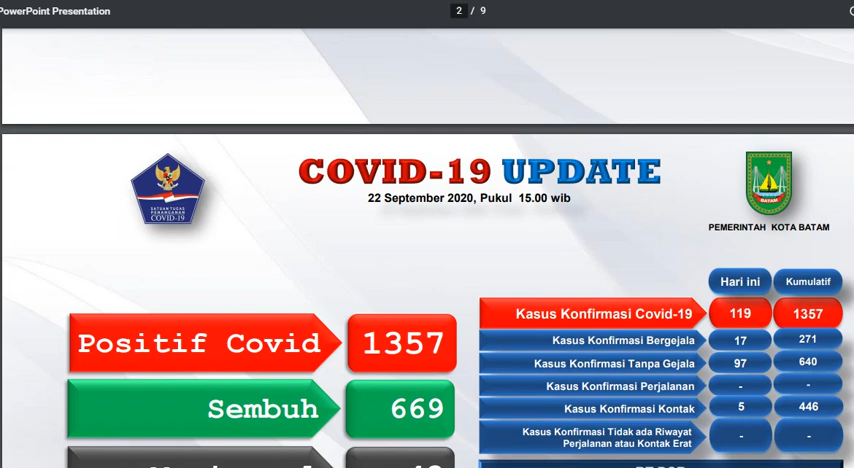 PowerPoint Presentation
2 / 9
SATUAN TUGAS
PENANGANAN
COVID-19
COVID-19 UPDATE
22 September 2020, Pukul 15.00 wib
BATAM
PEMERINTAH KOTA BATAM
Hari ini Kumulatif
Kasus Konfirmasi Covid-19 119 1357
Kasus Konfirmasi Bergejala 17 271
Kasus Konfirmasi Tanpa Gejala 97 640
Kasus Konfirmasi Perjalanan - -
Kasus Konfirmasi Kontak 5 446
Kasus Konfirmasi Tidak ada Riwayat
Perjalanan atau Kontak Erat - -
Positif Covid 1357
Sembuh 669